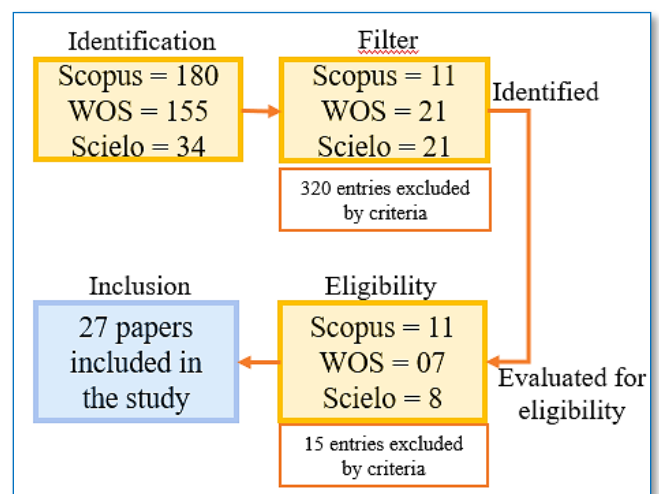 Identification
Scopus = 180
WOS = 155
Scielo = 34
Filter
Scopus = 11
WOS = 21
Scielo = 21
320 entries excluded
by criteria
Identified
Evaluated for
eligibility
Eligibility
Scopus = 11
WOS = 07
Scielo = 8
15 entries excluded
by criteria
Inclusion
27 papers
included in
the study